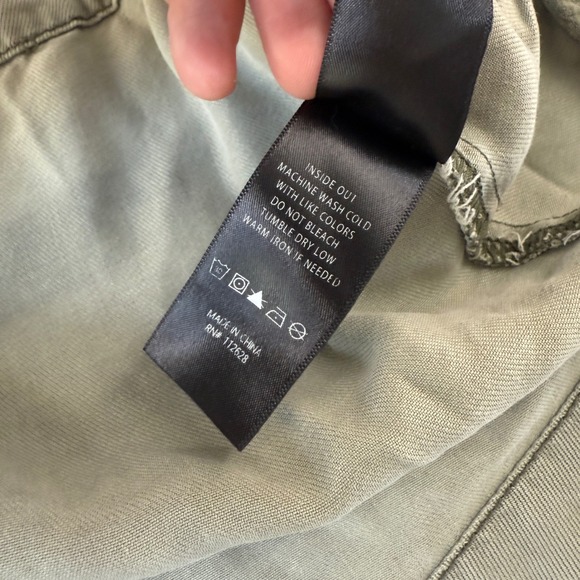 INSIDE OUT
MACHINE WASH COLD
WITH LIKE COLORS
DO NOT BLEACH
TUMBLE DRY LOW
WARM IRON IF NEEDED
MADE IN CHINA
RN# 112628